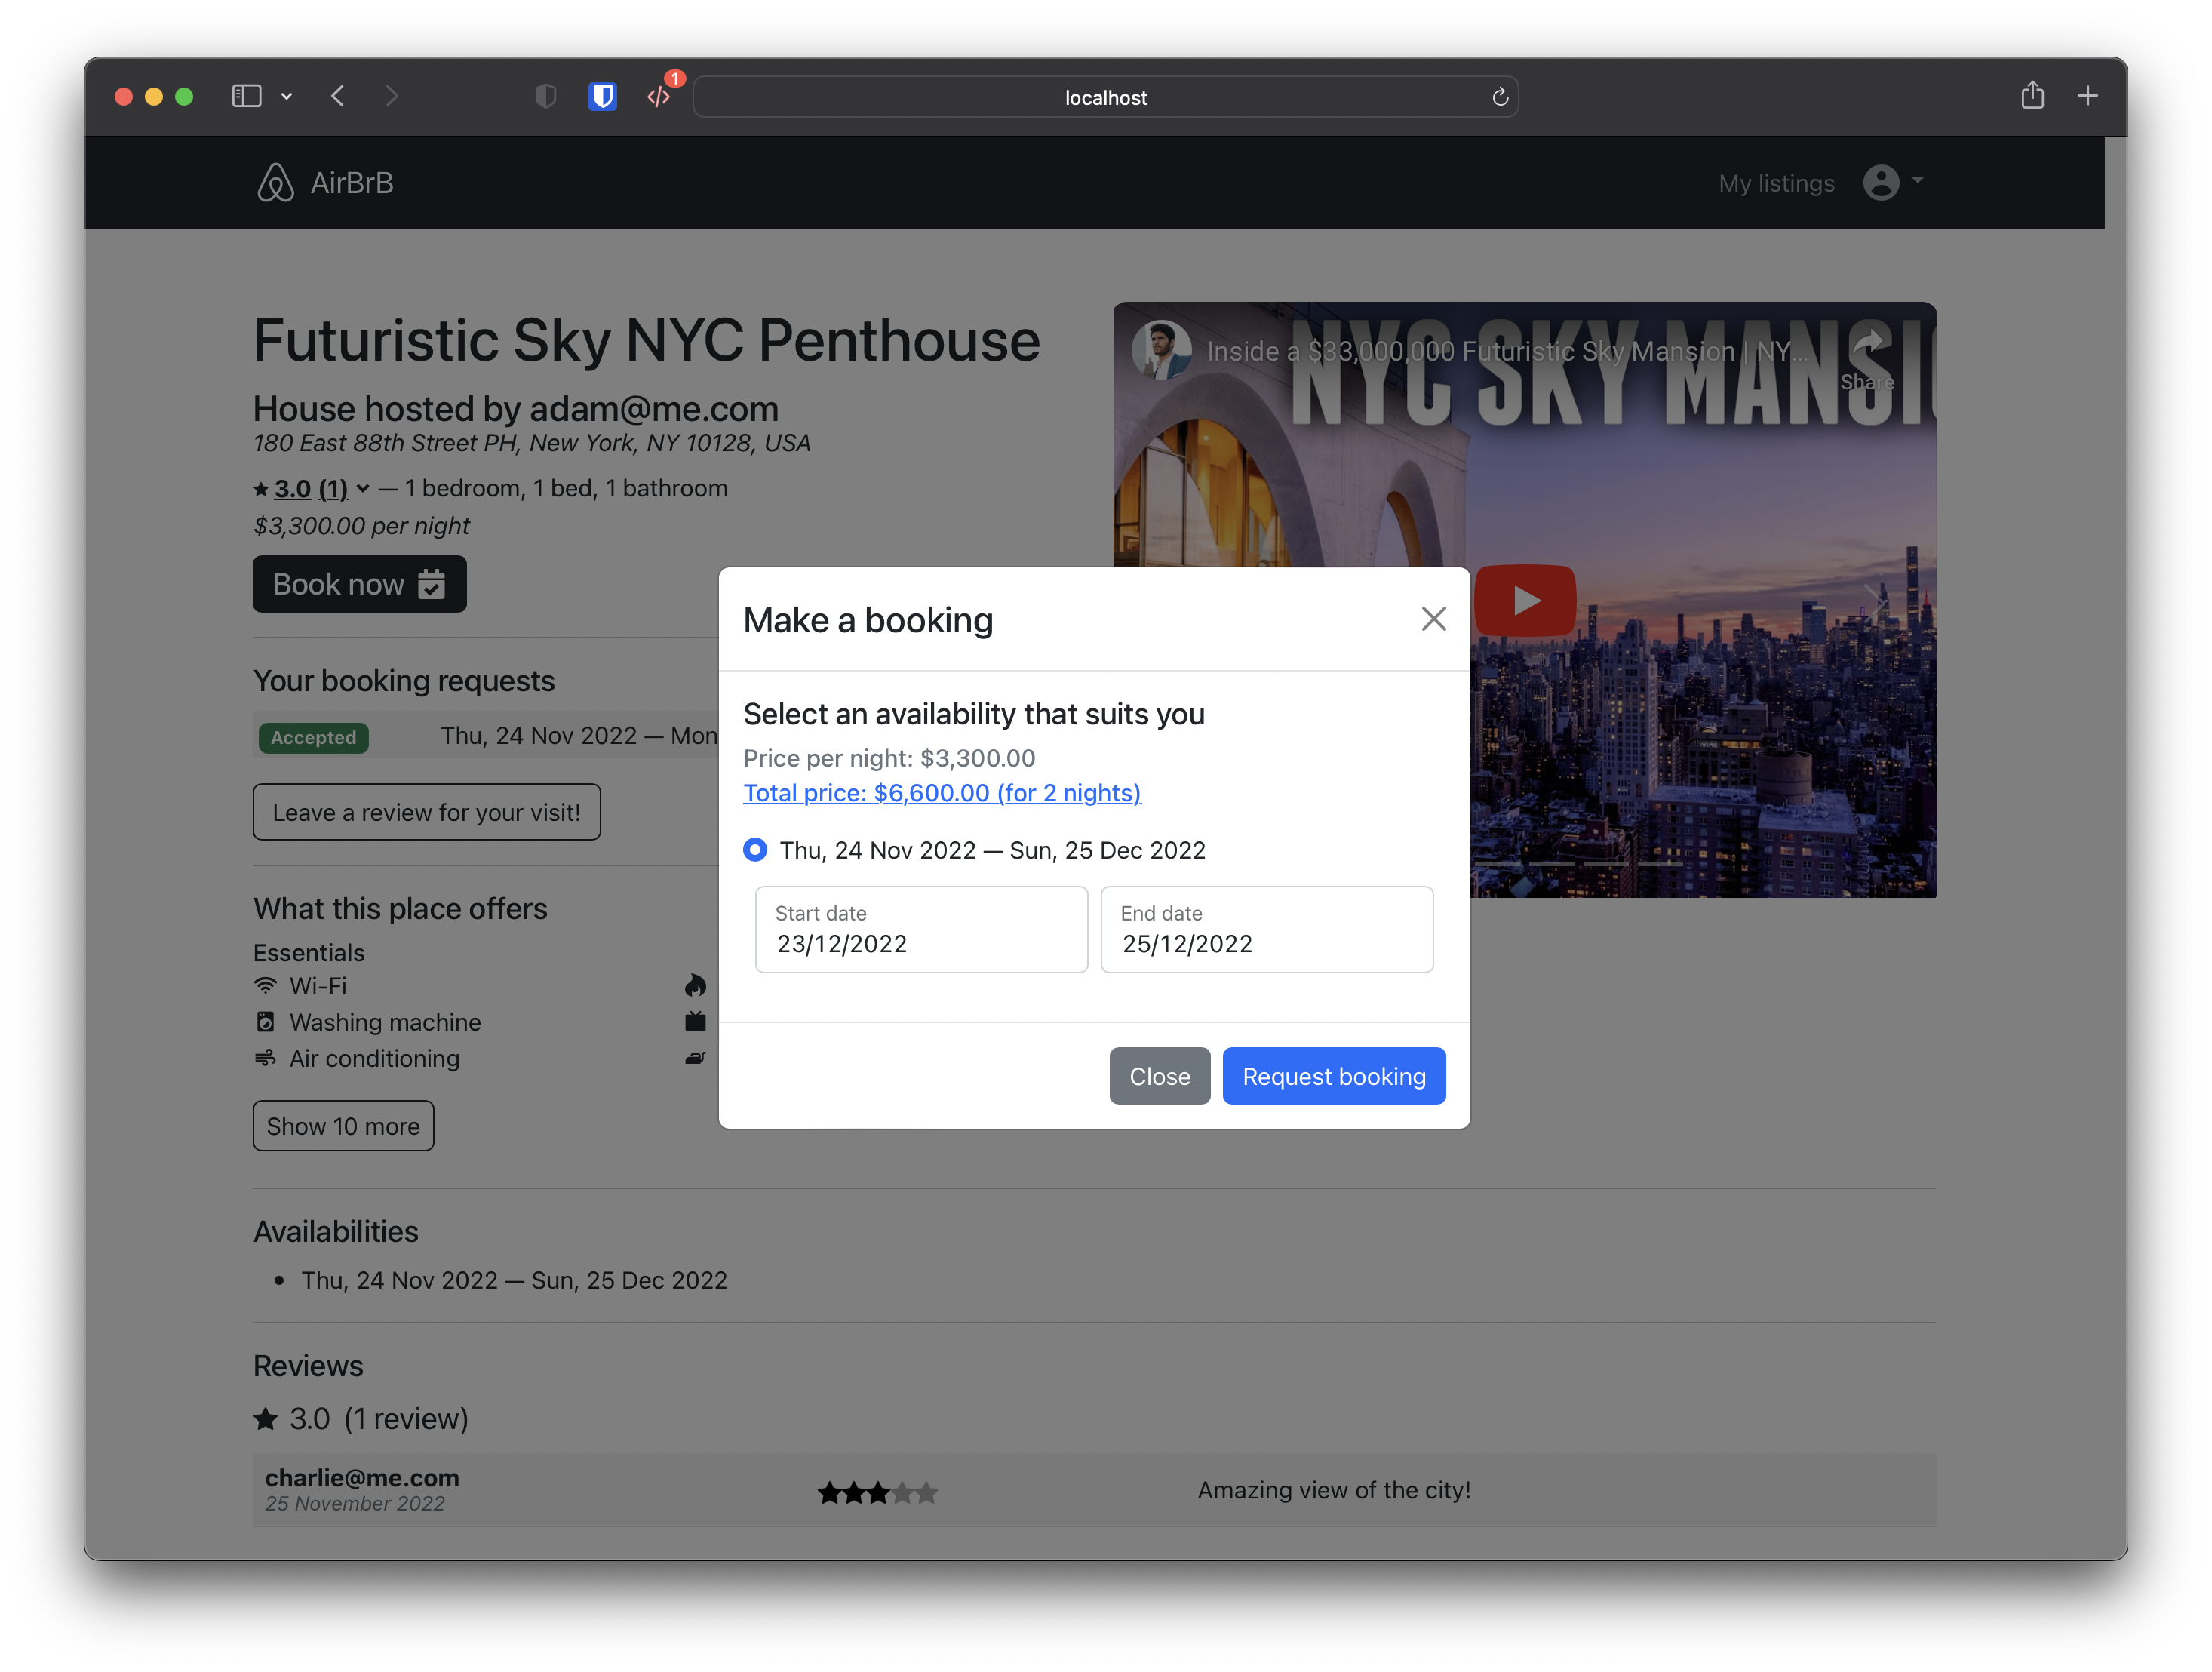 1
localhost
AirBrB
My listings
Futuristic Sky NYC Penthouse
House hosted by adam@me.com
180 East 88th Street PH, New York, NY 10128, USA
3.0 (1) — 1 bedroom, 1 bed, 1 bathroom
$3,300.00 per night
Book now
Inside a $33,000,000 Futuristic Sky Mansion | NY...
Share
NYC SKY MANSI
Your booking requests
Accepted
Thu, 24 Nov 2022 — Mon
Leave a review for your visit!
What this place offers
Essentials
Wi-Fi
Washing machine
Air conditioning
Show 10 more
Make a booking
Select an availability that suits you
Price per night: $3,300.00
Total price: $6,600.00 (for 2 nights)
Thu, 24 Nov 2022 — Sun, 25 Dec 2022
Start date
23/12/2022
End date
25/12/2022
Close
Request booking
Availabilities
Thu, 24 Nov 2022 — Sun, 25 Dec 2022
Reviews
3.0 (1 review)
charlie@me.com
25 November 2022
Amazing view of the city!